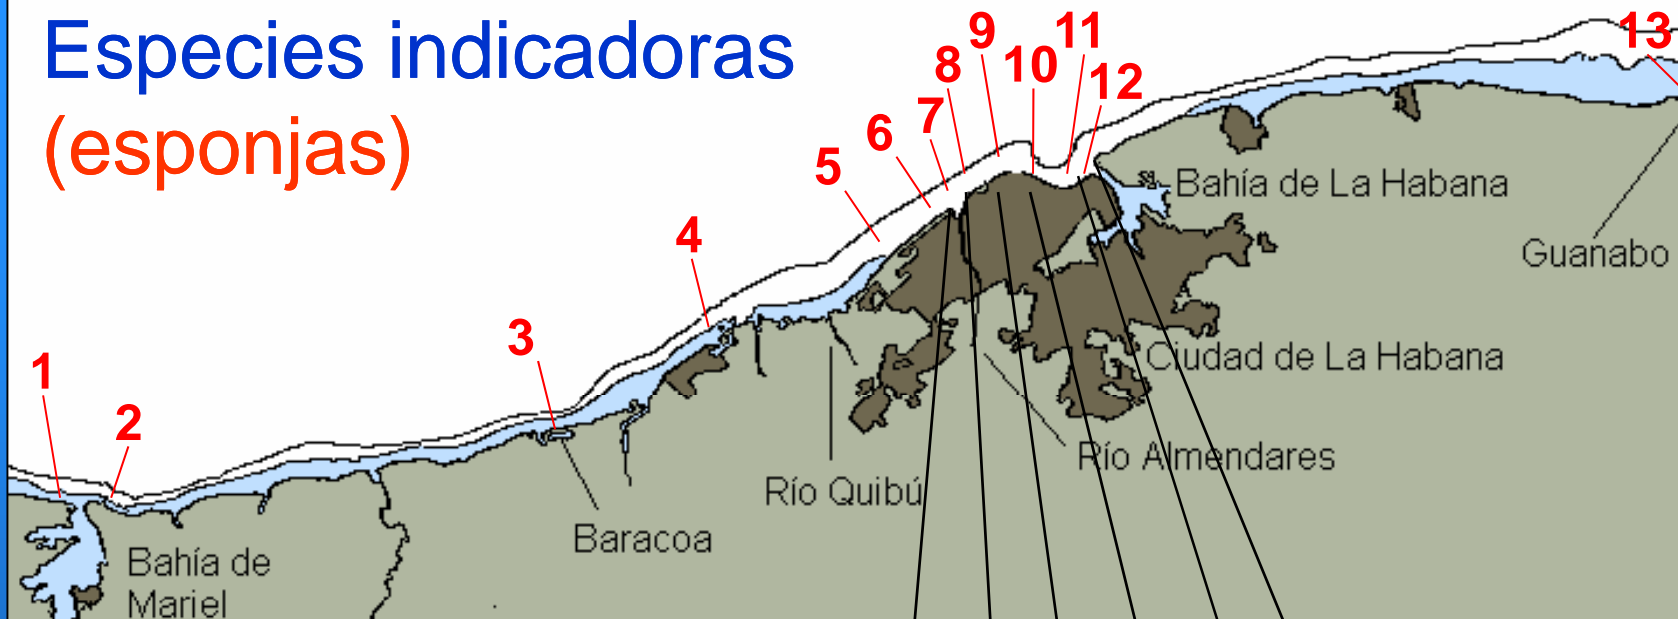 Especies indicadoras
(esponjas)
1
2
3
4
5
6
7
8
9
10
11
12
13
Bahía de La Habana
Guanabo
Ciudad de La Habana
Río Almendares
Río Quibú
Baracoa
Bahía de
Mariel